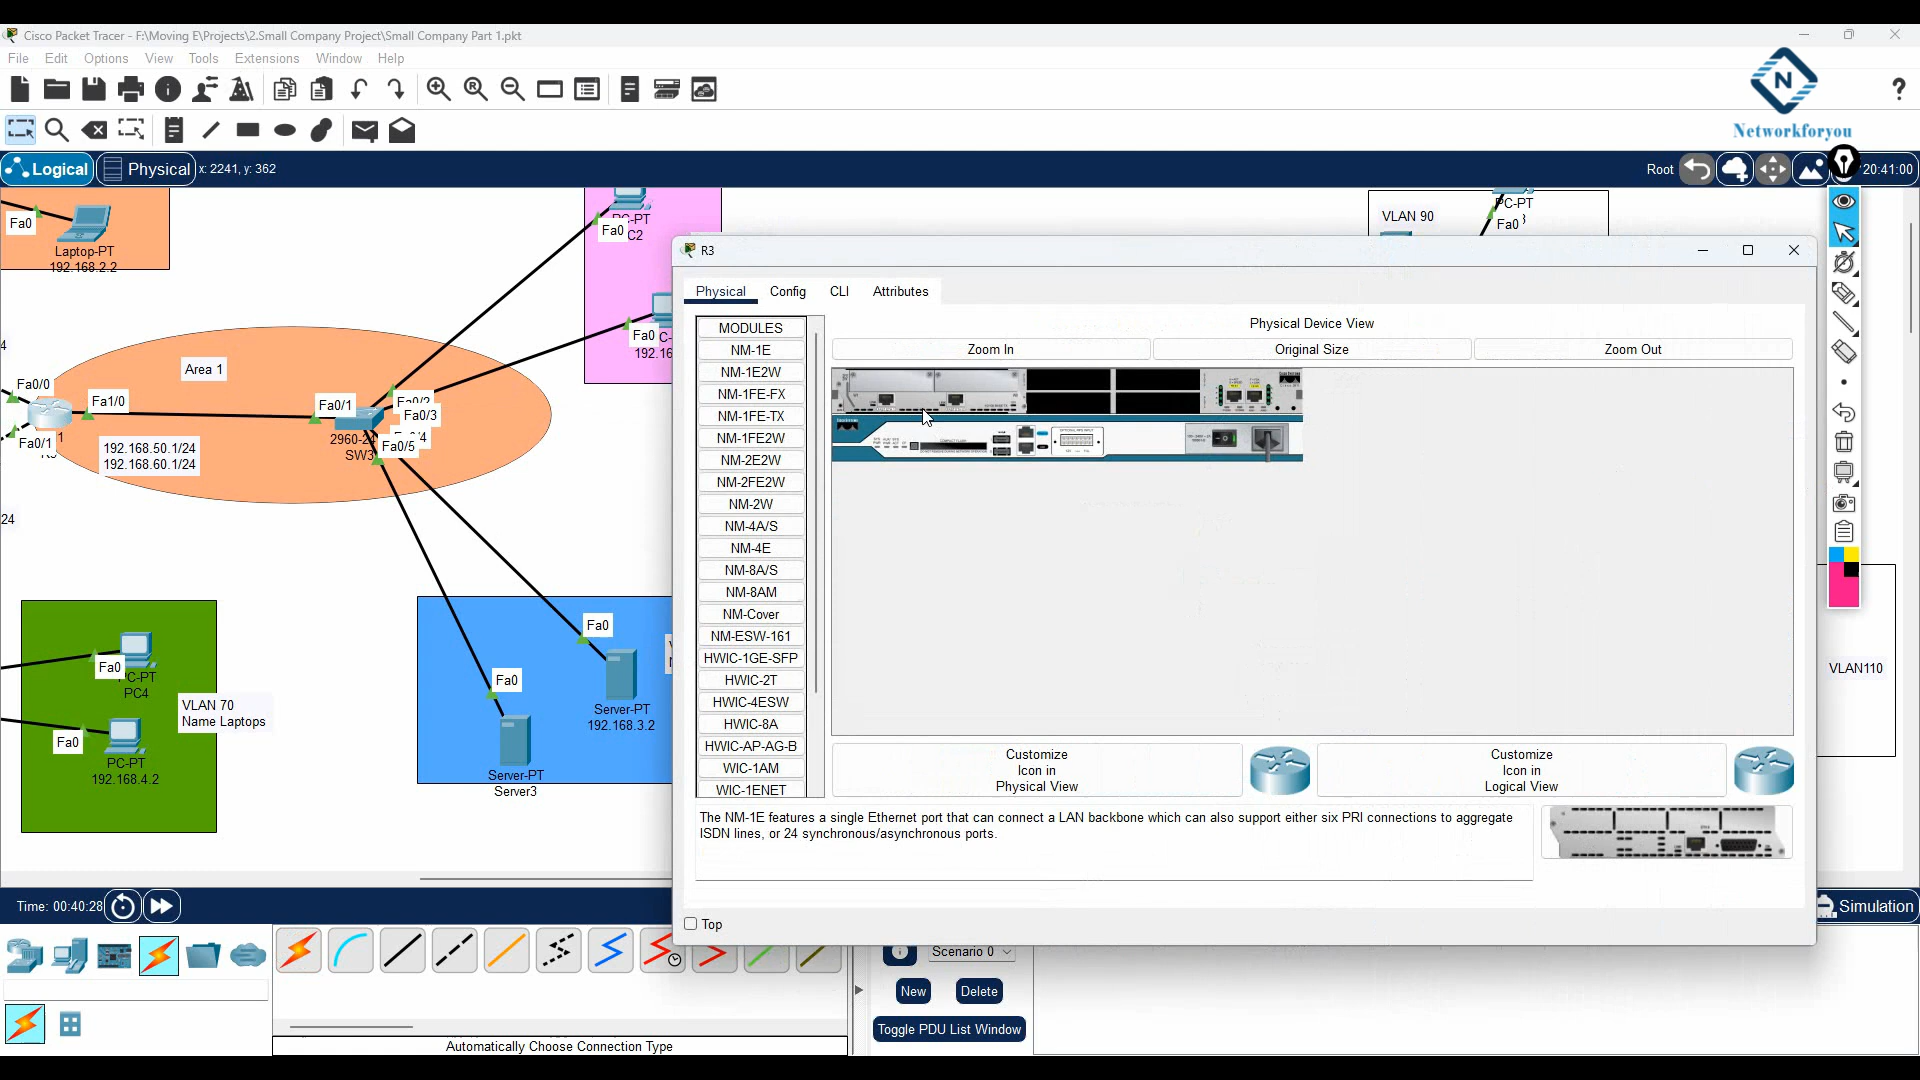 Cisco Packet Tracer - F:\Moving E\Projects\2.Small Company Project\Small Company Part 1.pkt
File Edit Options View Tools Extensions Window Help
Networkforyou
Logical Physical x: 2241, y: 362
Root 20:41:00
Fa0
Laptop-PT
192.168.2.2
Fa0
C2
VLAN 90
PC-PT
Fa0
R3
Physical Config CLI Attributes
MODULES
NM-1E
NM-1E2W
NM-1FE-FX
NM-1FE-TX
NM-1FE2W
NM-2E2W
NM-2FE2W
NM-2W
NM-4A/S
NM-4E
NM-8A/S
NM-8AM
NM-Cover
NM-ESW-161
HWIC-1GE-SFP
HWIC-2T
HWIC-4ESW
HWIC-8A
HWIC-AP-AG-B
WIC-1AM
WIC-1ENET
Physical Device View
Zoom In Original Size Zoom Out
Customize
Icon in
Physical View
Customize
Icon in
Logical View
The NM-1E features a single Ethernet port that can connect a LAN backbone which can also support either six PRI connections to aggregate
ISDN lines, or 24 synchronous/asynchronous ports.
Top
Area 1
Fa0/0
Fa1/0
Fa0/1
192.168.50.1/24
192.168.60.1/24
Fa0/1
Fa0/3
Fa0/5
SW3
24
Fa0
192.16
Fa0
PC4
VLAN 70
Name Laptops
Fa0
PC-PT
192.168.4.2
Fa0
Server-PT
192.168.3.2
Fa0
Server-PT
Server3
VLAN110
Time: 00:40:28
Simulation
Scenario 0
New Delete
Toggle PDU List Window
Automatically Choose Connection Type